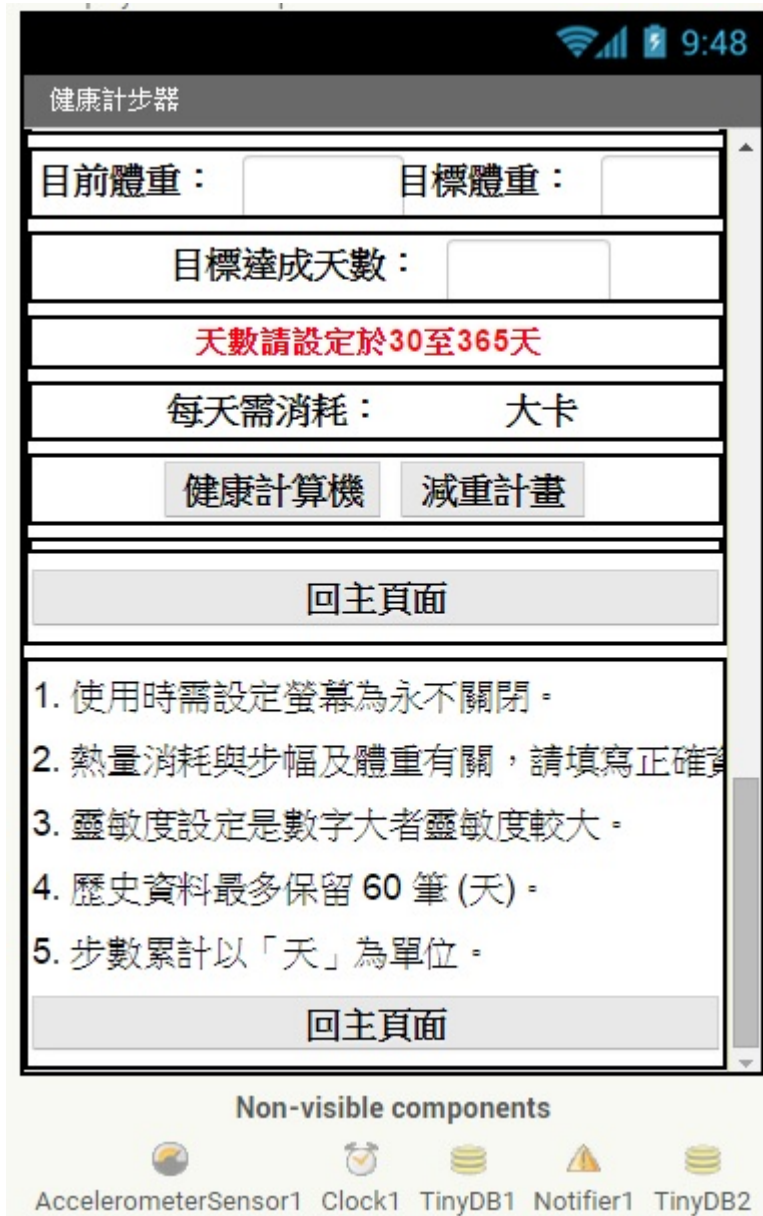 9:48
健康計步器
目前體重： 目標體重：
目標達成天數：
天數請設定於30至365天
每天需消耗： 大卡
健康計算機 減重計畫
回主頁面
1. 使用時需設定螢幕為永不關閉。
2. 熱量消耗與步幅及體重有關，請填寫正確資
3. 靈敏度設定是數字大者靈敏度較大。
4. 歷史資料最多保留 60 筆 (天)。
5. 步數累計以「天」為單位。
回主頁面
Non-visible components
AccelerometerSensor1 Clock1 TinyDB1 Notifier1 TinyDB2